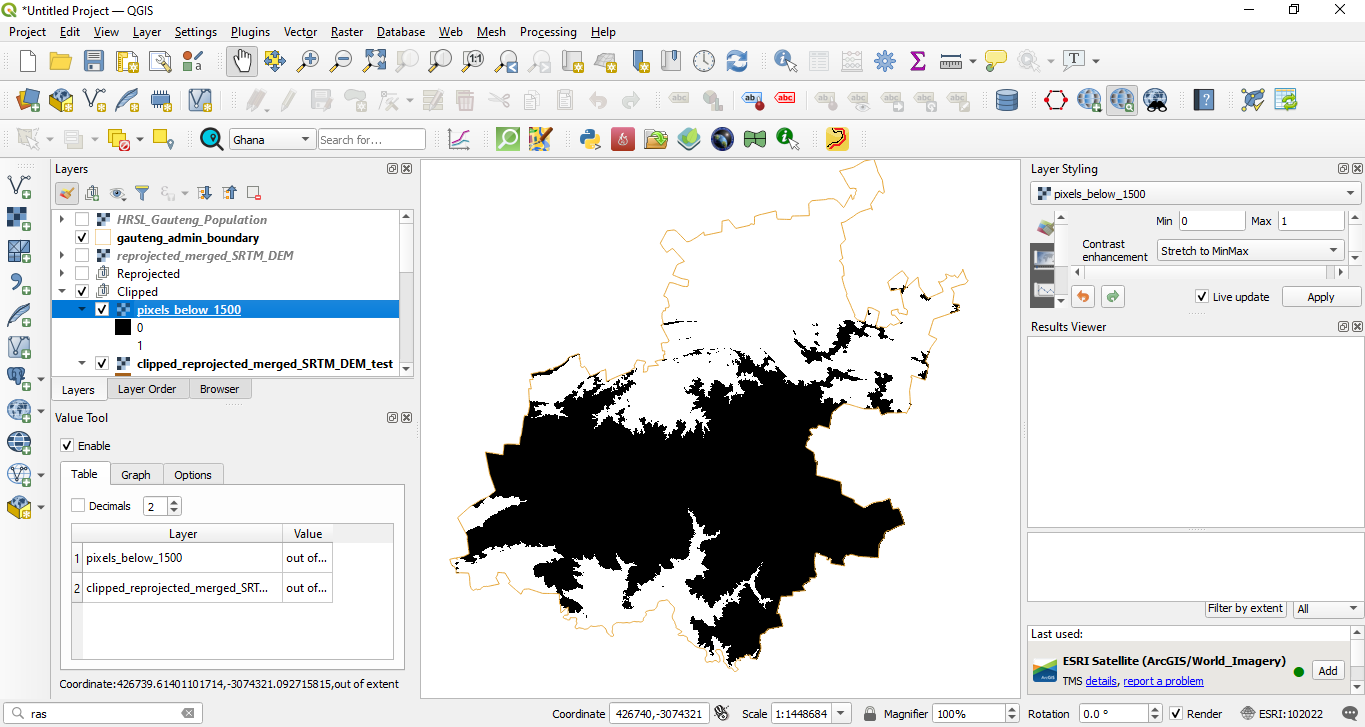 *Untitled Project — QGIS
Project Edit View Layer Settings Plugins Vector Raster Database Web Mesh Processing Help
1:1
T
abc ab abc
Ghana Search for...
Layers
HRSL_Gauteng_Population
gauteng_admin_boundary
reprojected_merged_SRTM_DEM
Reprojected
Clipped
pixels_below_1500
0
1
clipped_reprojected_merged_SRTM_DEM_test
Layers Layer Order Browser
Value Tool
Enable
Table Graph Options
Decimals 2
Layer Value
1 pixels_below_1500 out of...
2 clipped_reprojected_merged_SRT... out of...
Coordinate:426739.61401101714,-3074321.092715815,out of extent
Layer Styling
pixels_below_1500
Min 0 Max 1
Contrast
enhancement Stretch to MinMax
Live update Apply
Results Viewer
Filter by extent All
Last used:
ESRI Satellite (ArcGIS/World_Imagery)
TMS details, report a problem
Add
ras
Coordinate 426740,-3074321 Scale 1:1448684 Magnifier 100% Rotation 0.0 ° Render ESRI:102022